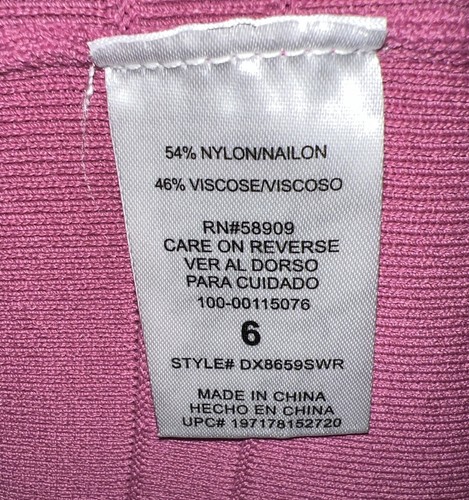 54% NYLON/NAILON
46% VISCOSE/VISCOSO
RN#58909
CARE ON REVERSE
VER AL DORSO
PARA CUIDADO
100-00115076
6
STYLE# DX8659SWR
MADE IN CHINA
HECHO EN CHINA
UPC# 197178152720